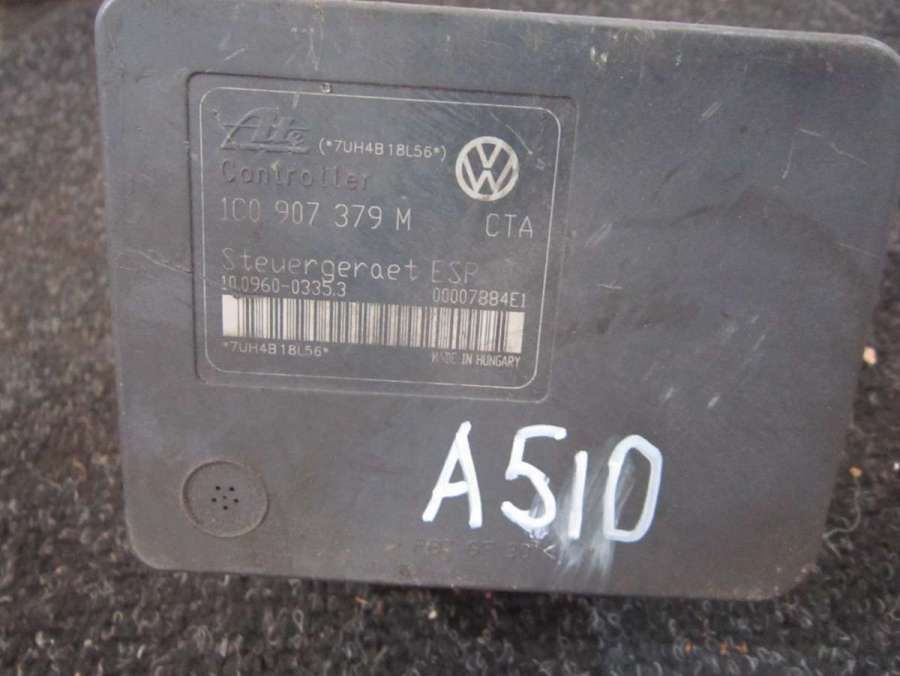 Ate (*7UH4B18L56*)
Controller
1C0 907 379 M CTA
Steuergeraet ESP
10.0960-0335.3 00007884E1
*7UH4B18L56* MADE IN HUNGARY
A510